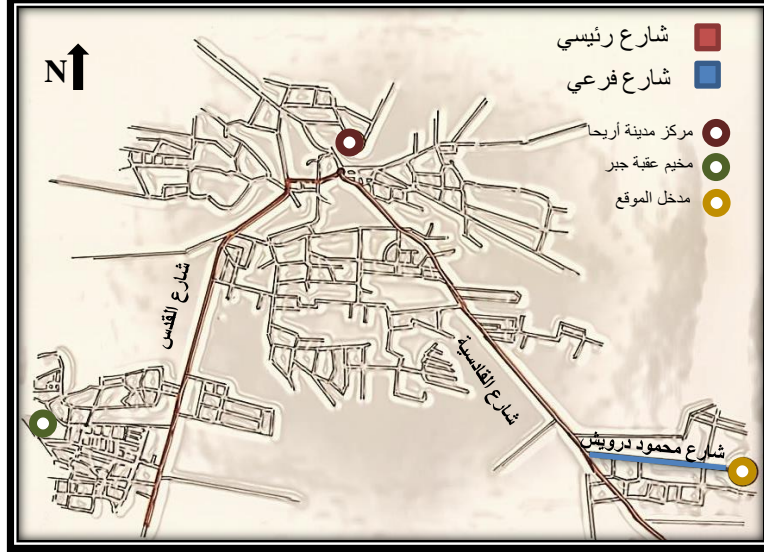 شارع رئيسي
شارع فرعي
N
مركز مدينة أريحا
مخيم عقبة جبر
مدخل الموقع
شارع القدس
شارع القادسية
شارع محمود درويش